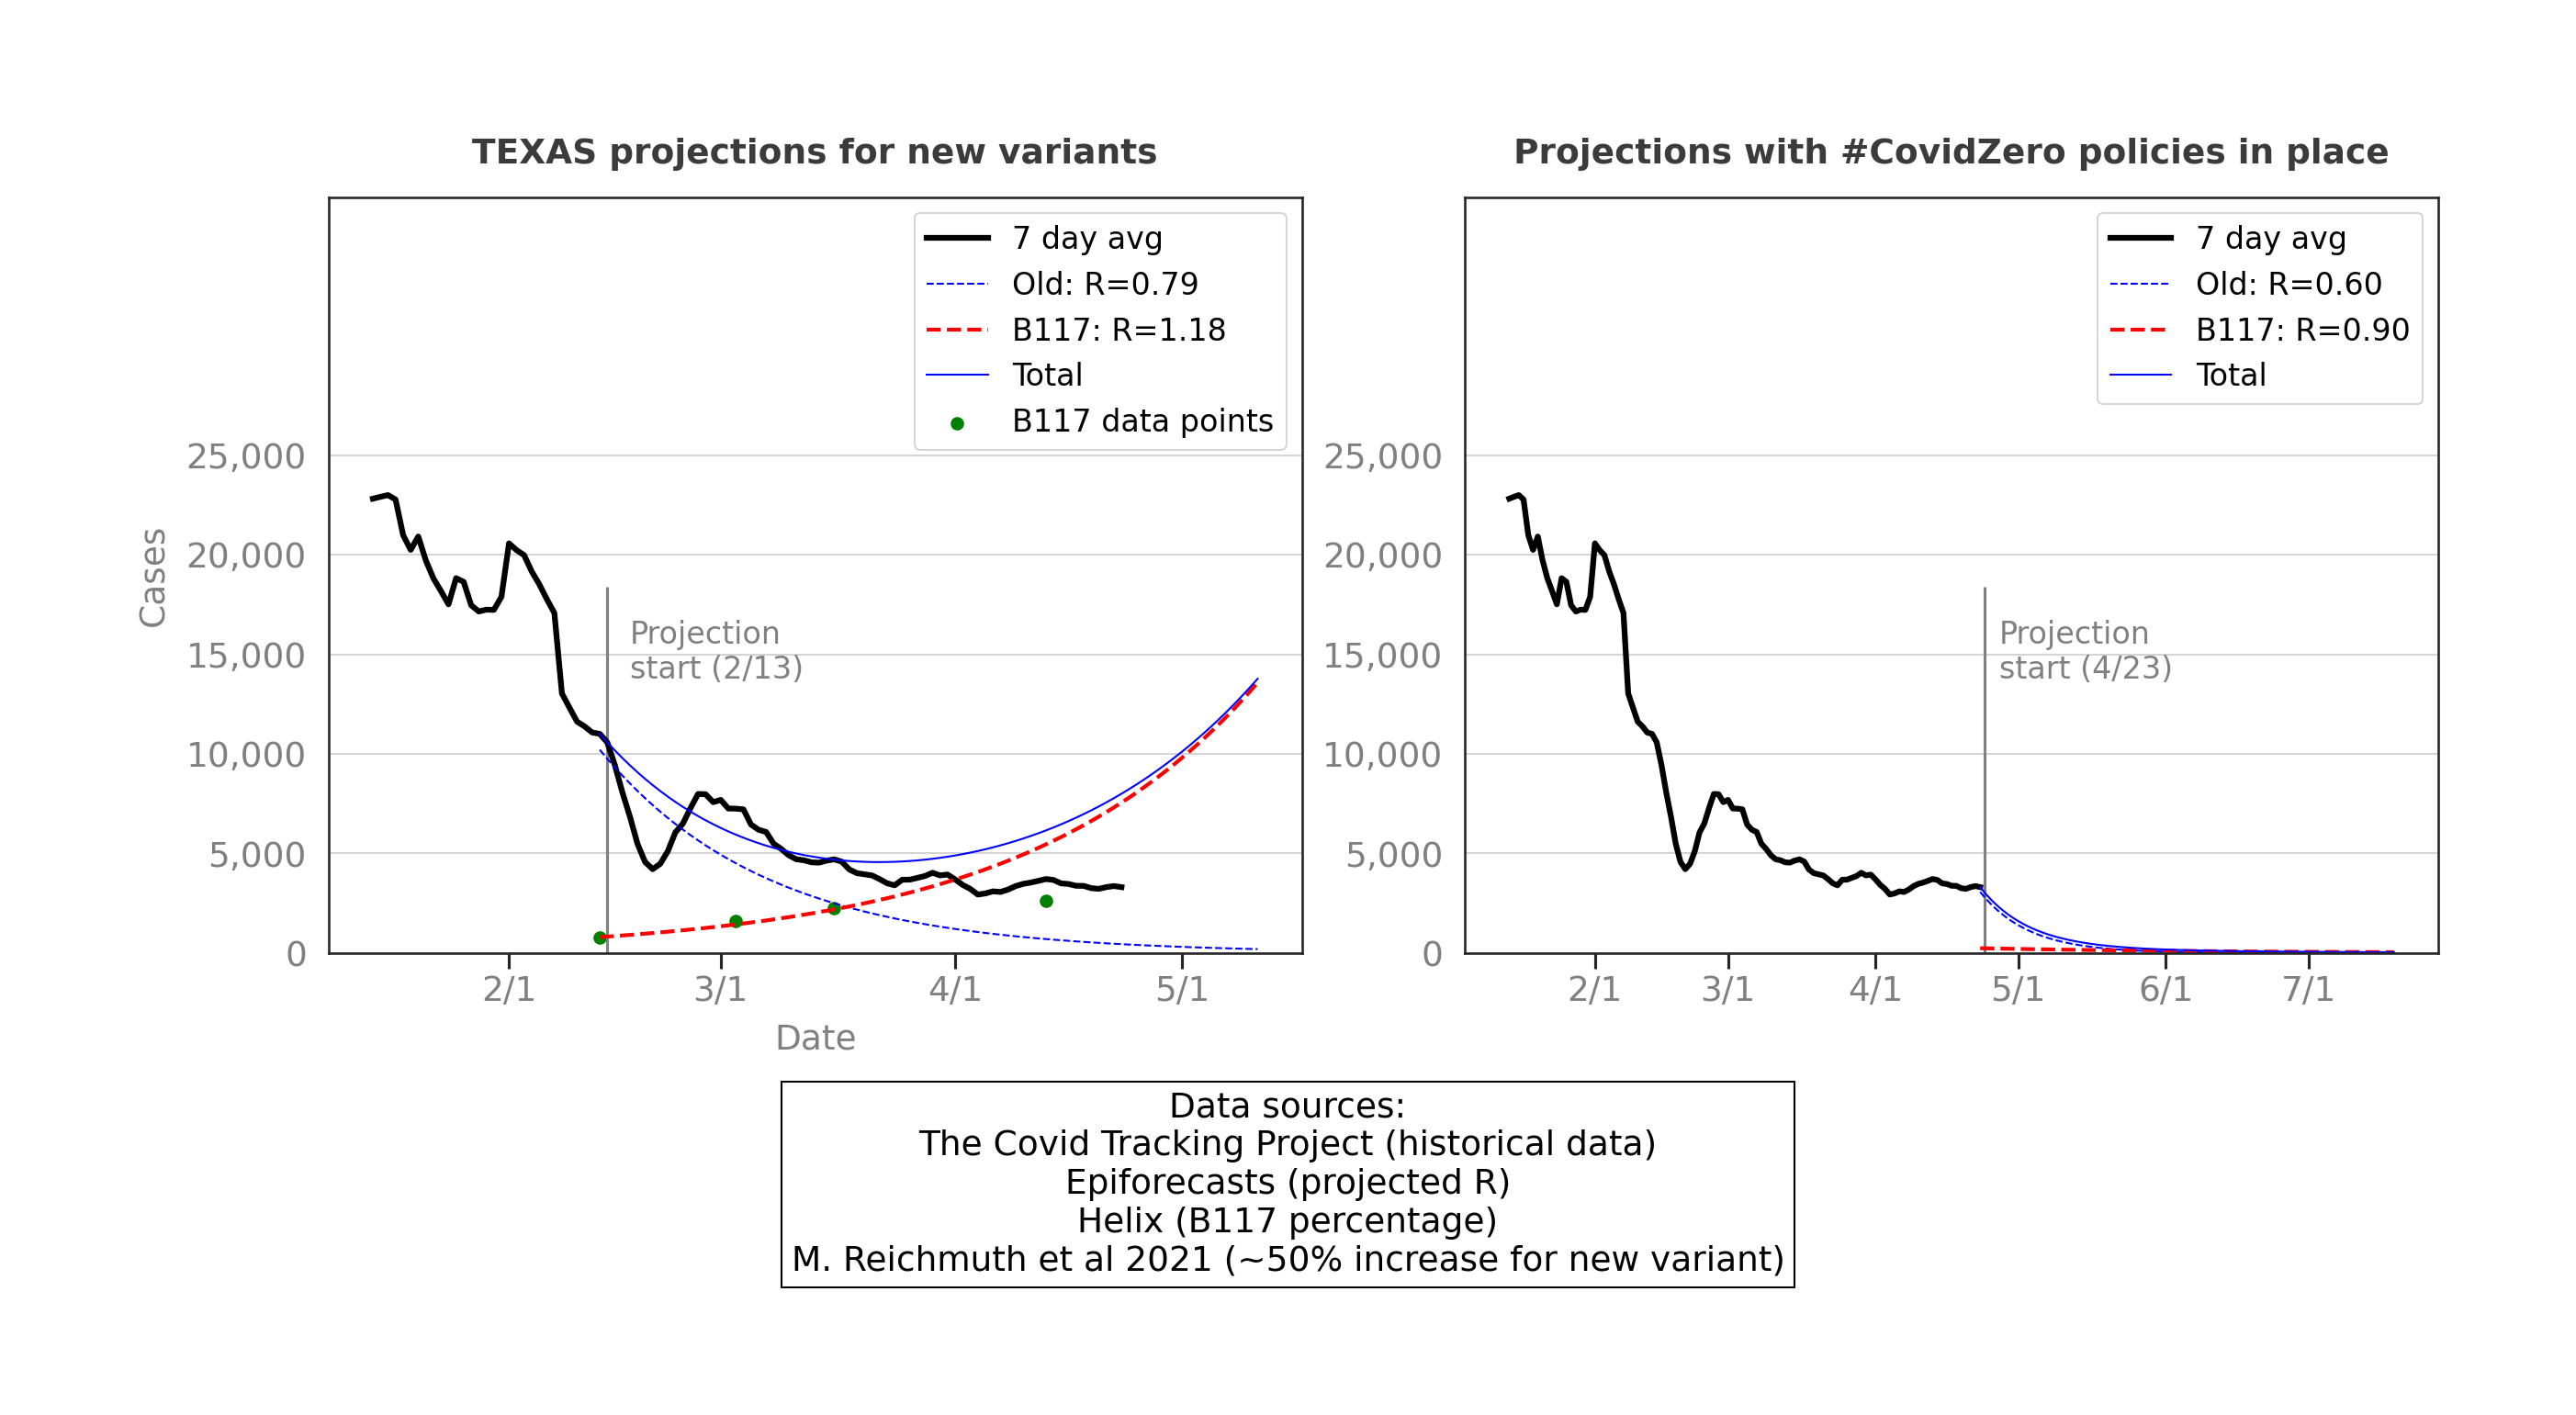 TEXAS projections for new variants
7 day avg
Old: R=0.79
B117: R=1.18
Total
B117 data points
25,000
20,000
15,000
10,000
5,000
0
Cases
Projection
start (2/13)
2/1
3/1
4/1
5/1
Date
Projections with #CovidZero policies in place
7 day avg
Old: R=0.60
B117: R=0.90
Total
25,000
20,000
15,000
10,000
5,000
0
Projection
start (4/23)
2/1
3/1
4/1
5/1
6/1
7/1
Data sources:
The Covid Tracking Project (historical data)
Epiforecasts (projected R)
Helix (B117 percentage)
M. Reichmuth et al 2021 (~50% increase for new variant)